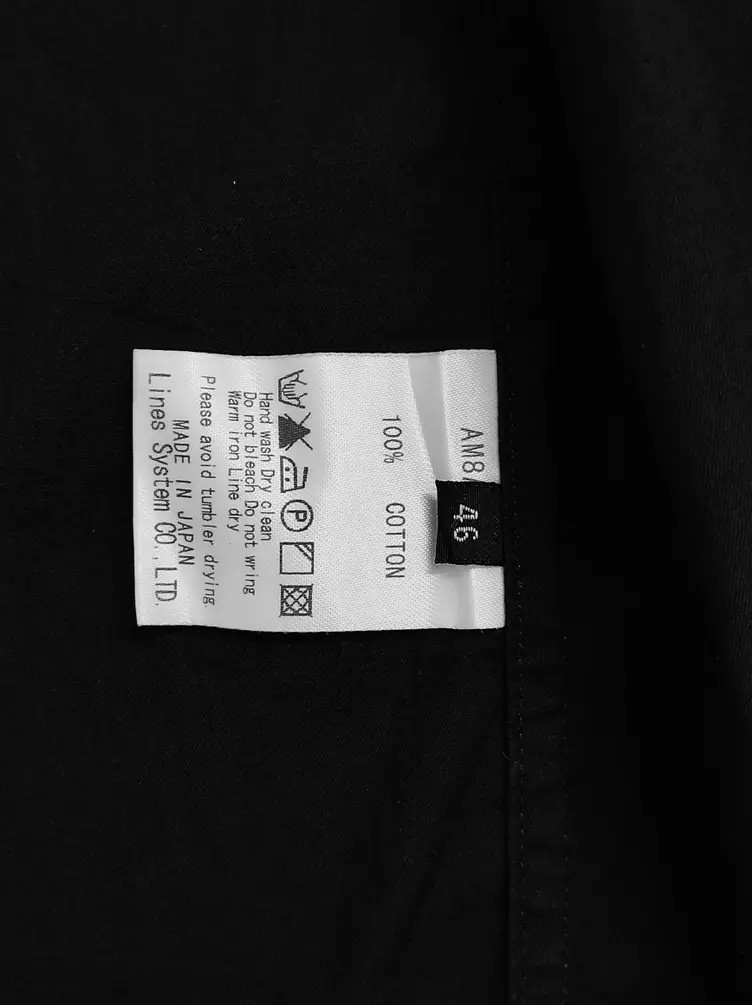 AM8
46
100% COTTON
P
Hand wash Dry clean
Do not bleach Do not wring
Warm iron Line dry
Please avoid tumbler drying.
MADE IN JAPAN
Lines System CO.,LTD.